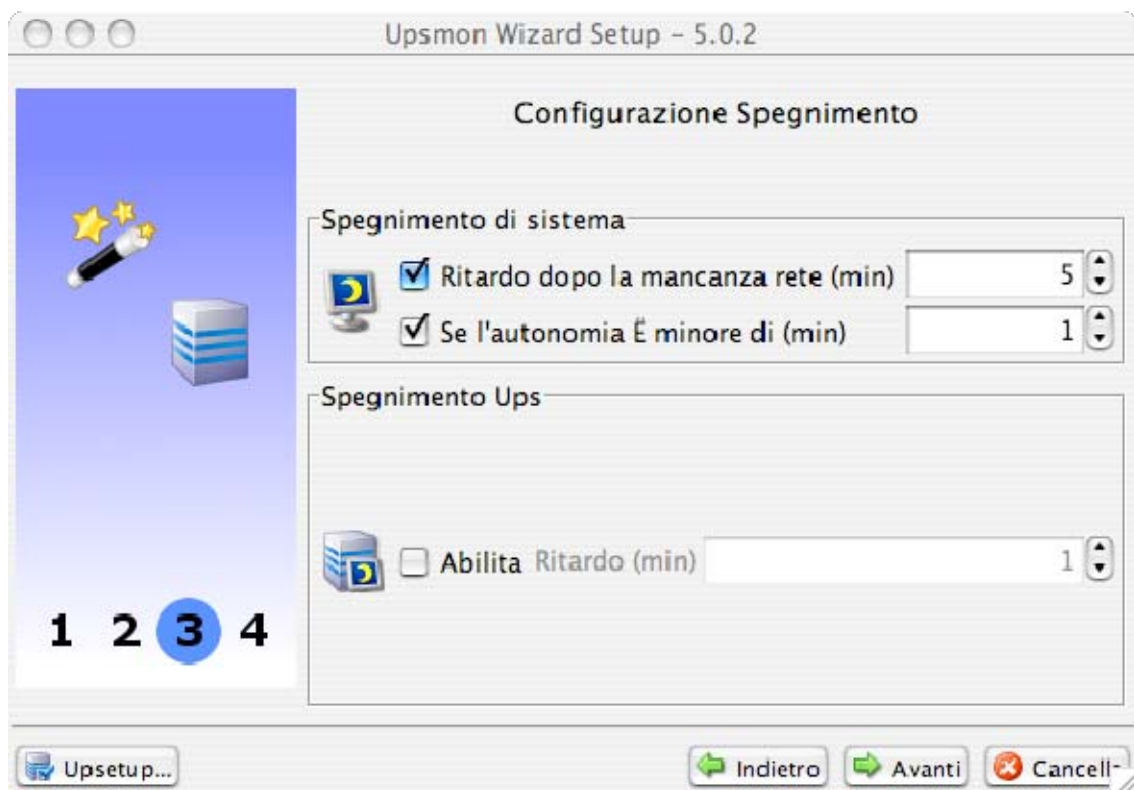 Upsmon Wizard Setup - 5.0.2
Configurazione Spegnimento
Spegnimento di sistema
Ritardo dopo la mancanza rete (min) 5
Se l'autonomia Ë minore di (min) 1
Spegnimento Ups
Abilita Ritardo (min) 1
1 2 3 4
Upsetup... Indietro Avanti Cancell